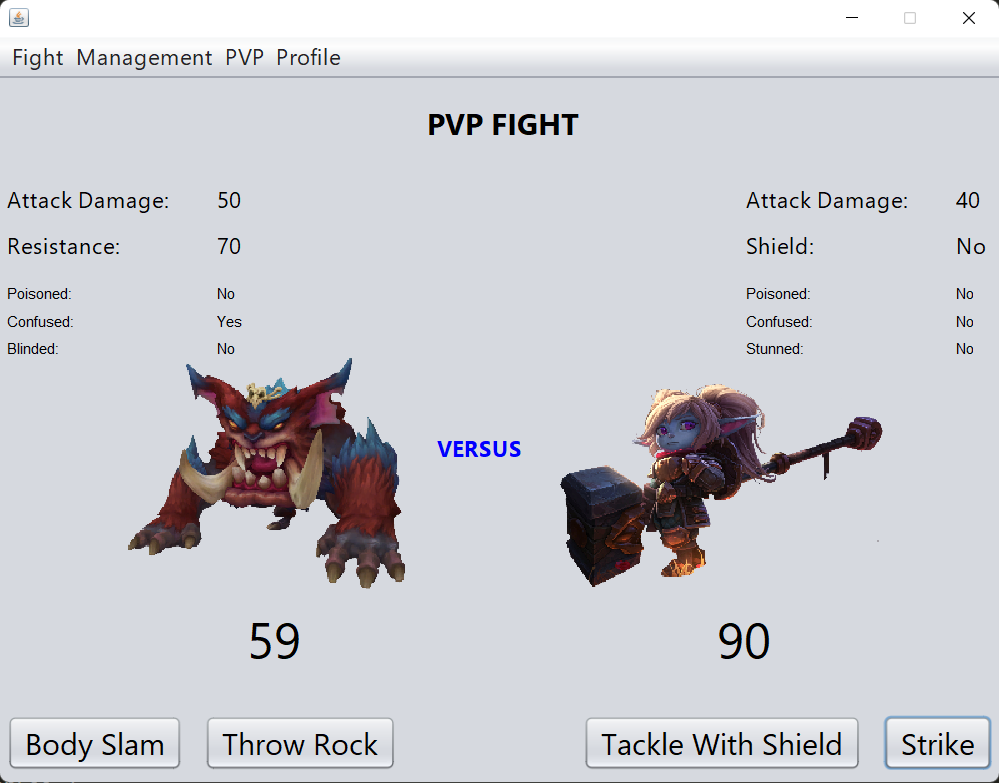 Fight Management PVP Profile
PVP FIGHT
Attack Damage: 50
Resistance: 70
Poisoned: No
Confused: Yes
Blinded: No
Attack Damage: 40
Shield: No
Poisoned: No
Confused: No
Stunned: No
VERSUS
59
90
Body Slam
Throw Rock
Tackle With Shield
Strike